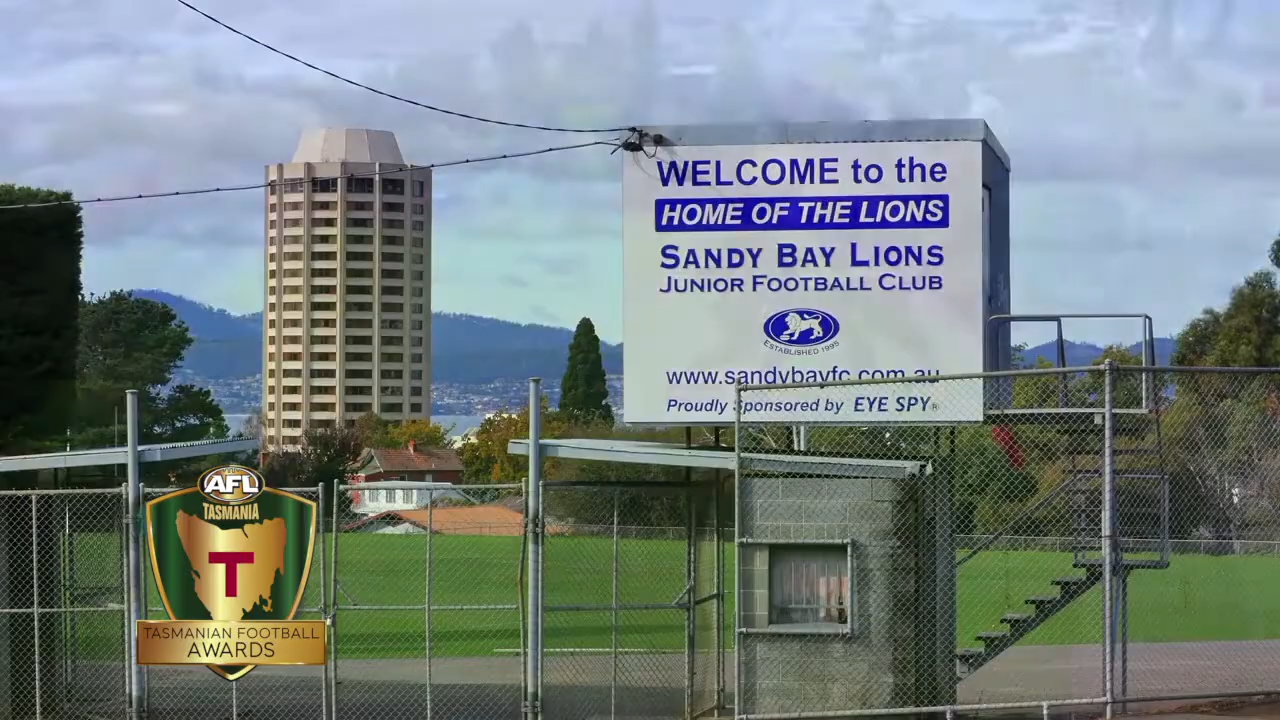 WELCOME to the
HOME OF THE LIONS
SANDY BAY LIONS
JUNIOR FOOTBALL CLUB
ESTABLISHED 1995
www.sandybayfc.com.au
Proudly Sponsored by EYE SPY®
AFL
TASMANIA
T
TASMANIAN FOOTBALL
AWARDS